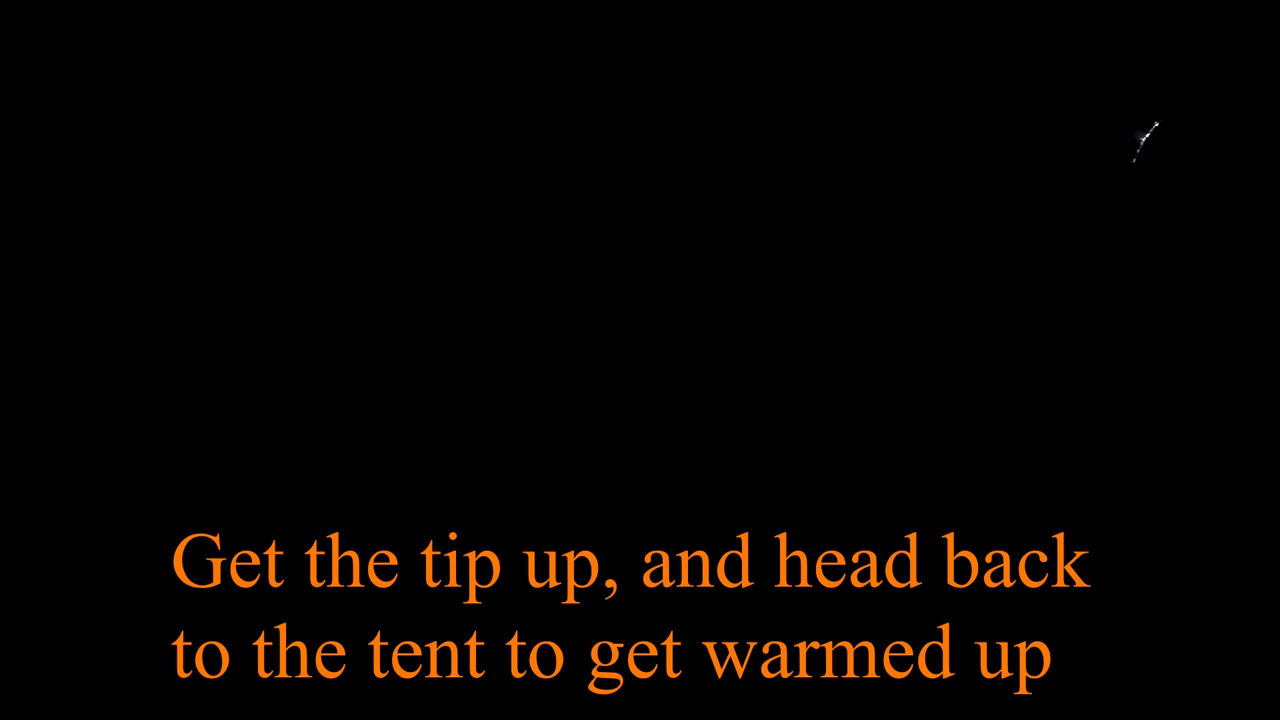 Get the tip up, and head back
to the tent to get warmed up